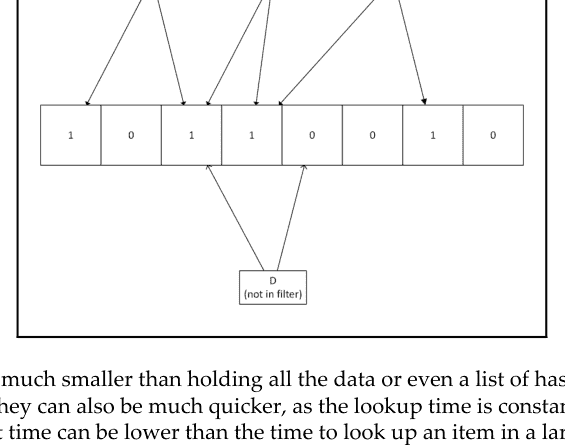 1 0 1 1 0 0 1 0
D
(not in filter)
much smaller than holding all the data or even a list of has
hey can also be much quicker, as the lookup time is constan
t time can be lower than the time to look up an item in a lar